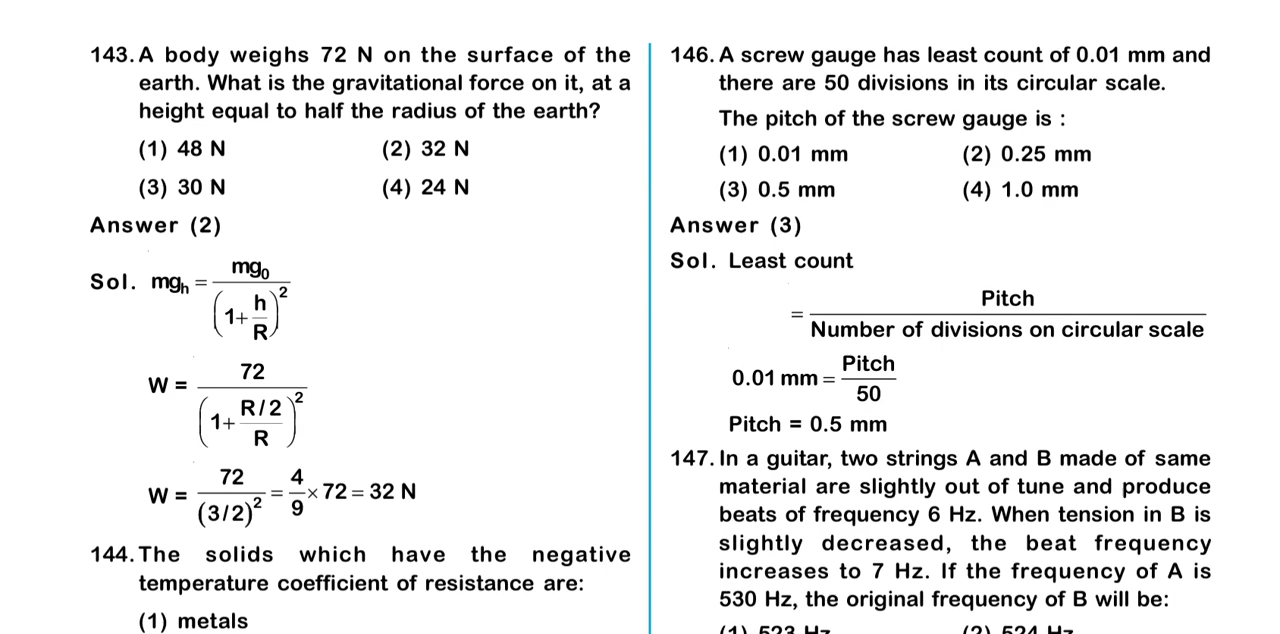 143. A body weighs 72 N on the surface of the
earth. What is the gravitational force on it, at a
height equal to half the radius of the earth?
(1) 48 N (2) 32 N
(3) 30 N (4) 24 N
Answer (2)
Sol. mgₕ = mg₀ / (1 + h/R)²
W = 72 / (1 + (R/2)/R)²
W = 72 / (3/2)² = 4/9 × 72 = 32 N
144. The solids which have the negative
temperature coefficient of resistance are:
(1) metals
146. A screw gauge has least count of 0.01 mm and
there are 50 divisions in its circular scale.
The pitch of the screw gauge is :
(1) 0.01 mm (2) 0.25 mm
(3) 0.5 mm (4) 1.0 mm
Answer (3)
Sol. Least count
= Pitch / Number of divisions on circular scale
0.01 mm = Pitch / 50
Pitch = 0.5 mm
147. In a guitar, two strings A and B made of same
material are slightly out of tune and produce
beats of frequency 6 Hz. When tension in B is
slightly decreased, the beat frequency
increases to 7 Hz. If the frequency of A is
530 Hz, the original frequency of B will be:
(1) 523 Hz (2) 524 Hz